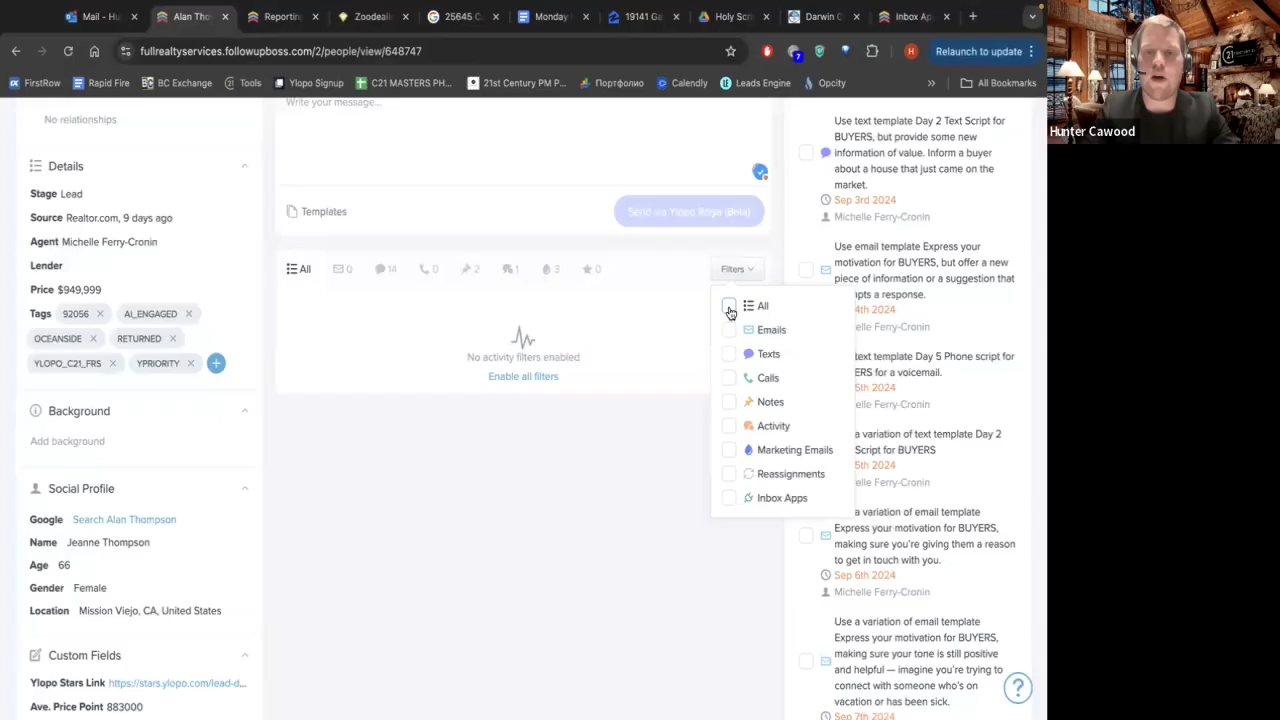 Mail - Hu
Alan Tho
Reporting
Zoodeali
25645 C
Monday
19141 Ga
Holy Scri
Darwin C
Inbox Ap
fullrealtyservices.followupboss.com/2/people/view/648747
H
Relaunch to update
FirstRow
Rapid Fire
BC Exchange
Tools
Ylopo Signup
C21 MASTERS PH...
21st Century PM P...
Портфолио
Calendly
Leads Engine
Opcity
All Bookmarks
Hunter Cawood
No relationships
Details
Stage Lead
Source Realtor.com, 9 days ago
Agent Michelle Ferry-Cronin
Lender
Price $949,999
Tags 92056 AI_ENGAGED
OCEANSIDE RETURNED
YLOPO_C21_FRS YPRIORITY
Background
Add background
Social Profile
Google Search Alan Thompson
Name Jeanne Thompson
Age 66
Gender Female
Location Mission Viejo, CA, United States
Custom Fields
Ylopo Stars Link https://stars.ylopo.com/lead-d...
Ave. Price Point 883000
Write your message...
Templates
Send via Ylopo Raiya (Beta)
All 0 14 0 2 1 3 0
Filters
No activity filters enabled
Enable all filters
All
Emails
Texts
Calls
Notes
Activity
Marketing Emails
Reassignments
Inbox Apps
Use text template Day 2 Text Script for
BUYERS, but provide some new
information of value. Inform a buyer
about a house that just came on the
market.
Sep 3rd 2024
Michelle Ferry-Cronin
Use email template Express your
motivation for BUYERS, but offer a new
piece of information or a suggestion that
mpts a response.
4th 2024
elle Ferry-Cronin
text template Day 5 Phone script for
ERS for a voicemail.
5th 2024
elle Ferry-Cronin
a variation of text template Day 2
Script for BUYERS
5th 2024
elle Ferry-Cronin
a variation of email template
Express your motivation for BUYERS,
making sure you're giving them a reason
to get in touch with you.
Sep 6th 2024
Michelle Ferry-Cronin
Use a variation of email template
Express your motivation for BUYERS,
making sure your tone is still positive
and helpful — imagine you're trying to
connect with someone who's on
vacation or has been sick.
Sep 7th 2024